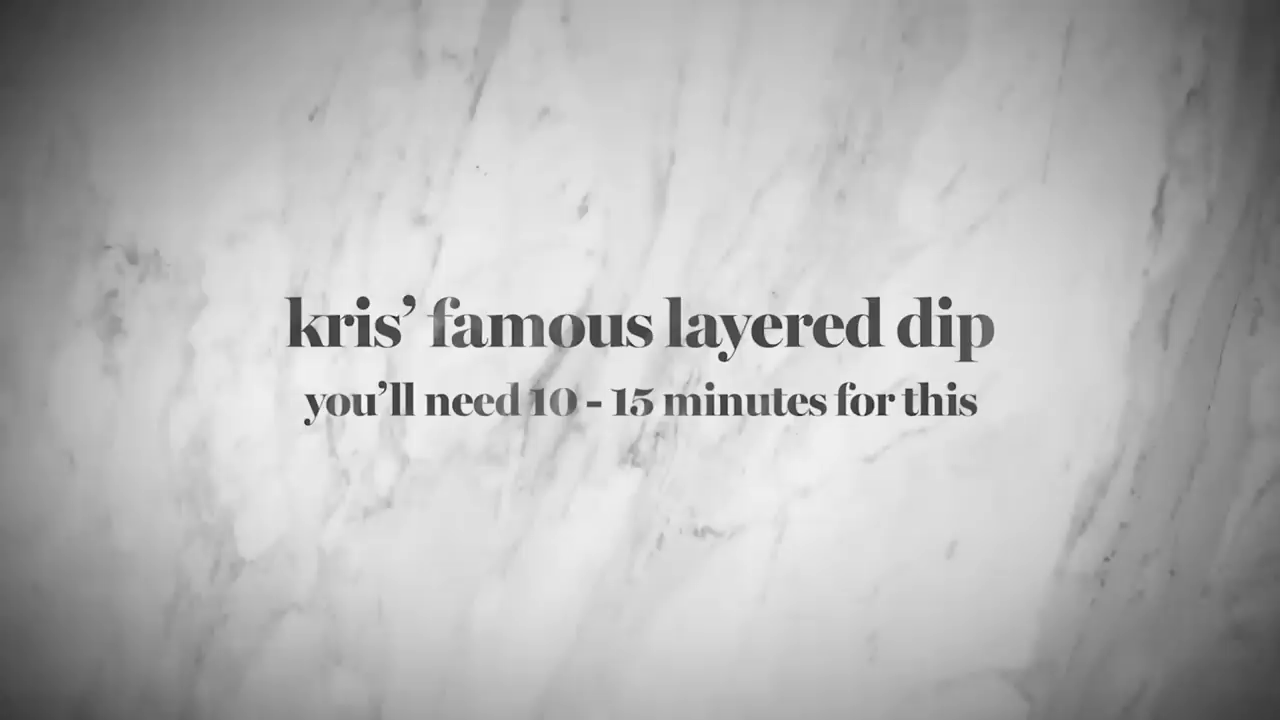 kris’ famous layered dip
you’ll need 10 - 15 minutes for this